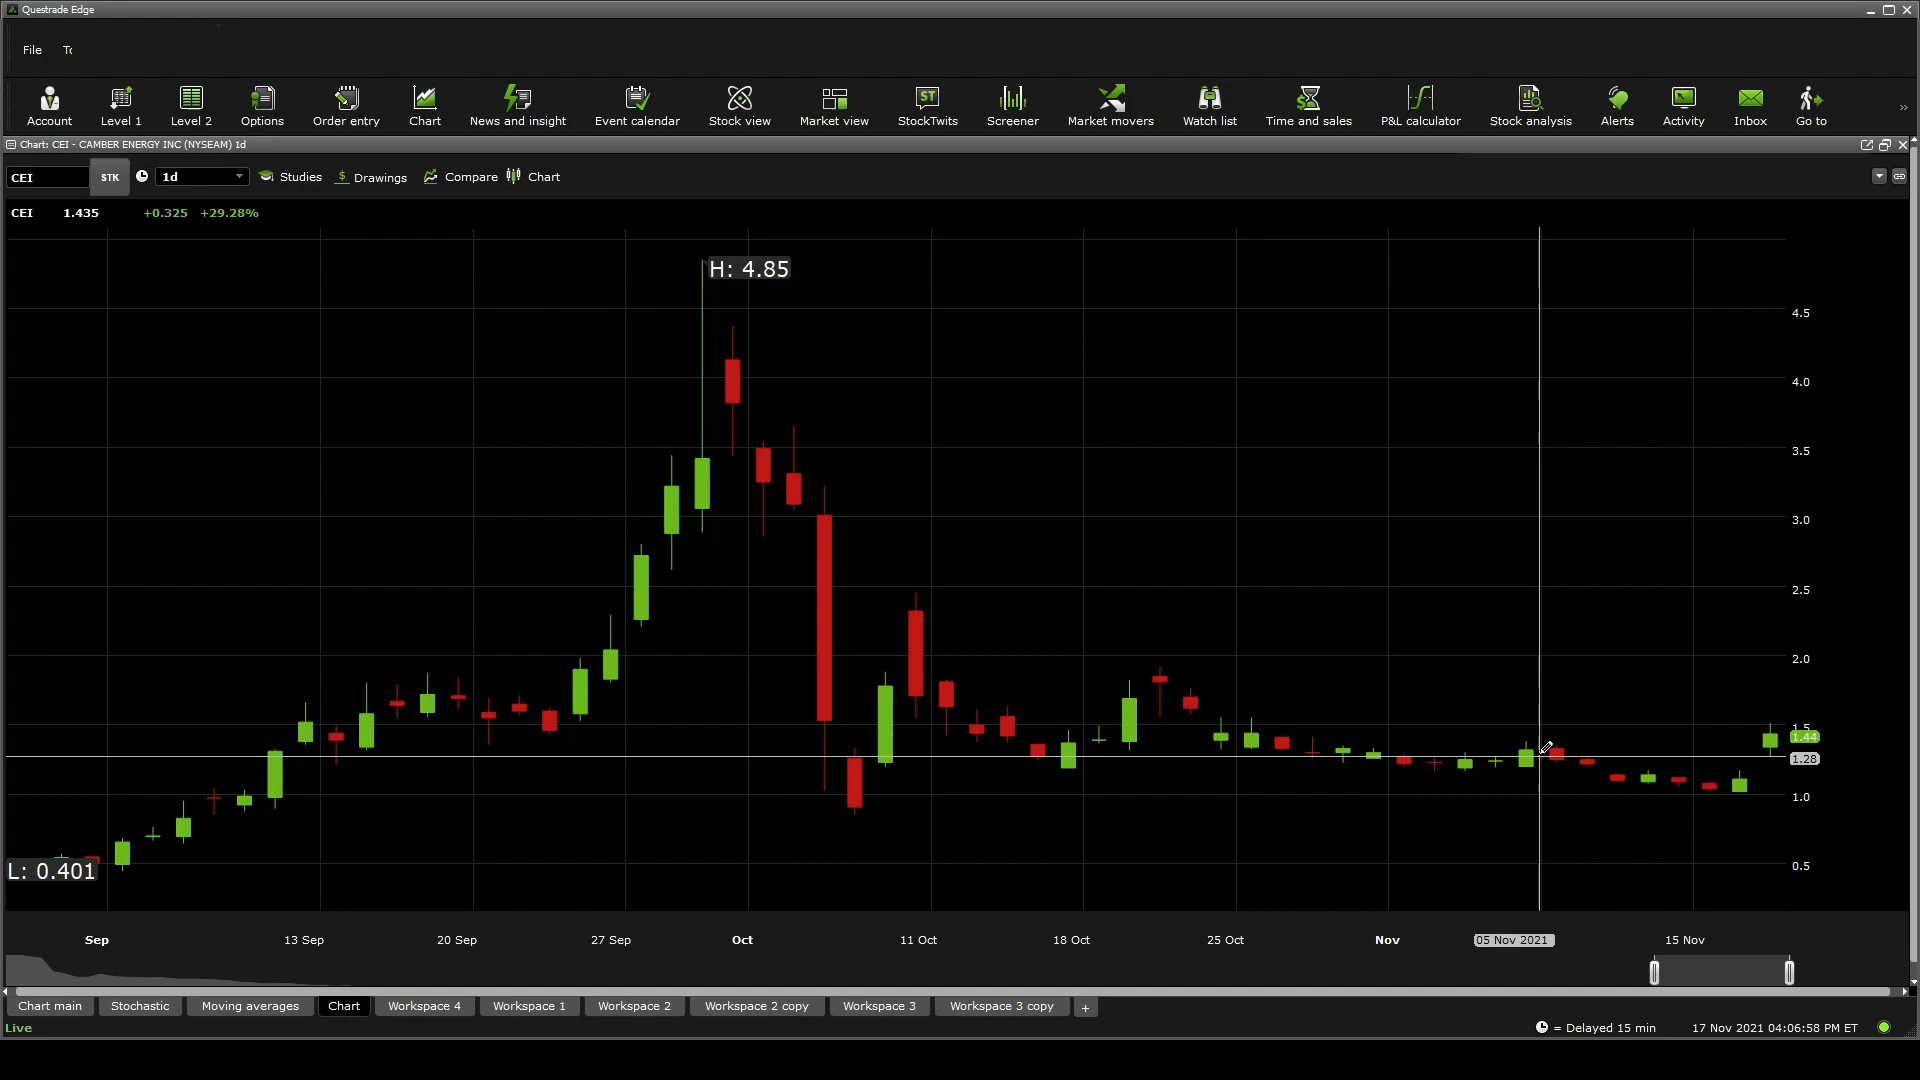 Questrade Edge
File To
Account Level 1 Level 2 Options Order entry Chart News and insight Event calendar Stock view Market view StockTwits Screener Market movers Watch list Time and sales P&L calculator Stock analysis Alerts Activity Inbox Go to
ST
Chart: CEI - CAMBER ENERGY INC (NYSEAM) 1d
CEI STK 1d Studies Drawings Compare Chart
CEI 1.435 +0.325 +29.28%
H: 4.85
4.5
4.0
3.5
3.0
2.5
2.0
1.5
1.44
1.28
1.0
0.5
L: 0.401
Sep 13 Sep 20 Sep 27 Sep Oct 11 Oct 18 Oct 25 Oct Nov 05 Nov 2021 15 Nov
Chart main Stochastic Moving averages Chart Workspace 4 Workspace 1 Workspace 2 Workspace 2 copy Workspace 3 Workspace 3 copy +
Live = Delayed 15 min 17 Nov 2021 04:06:58 PM ET